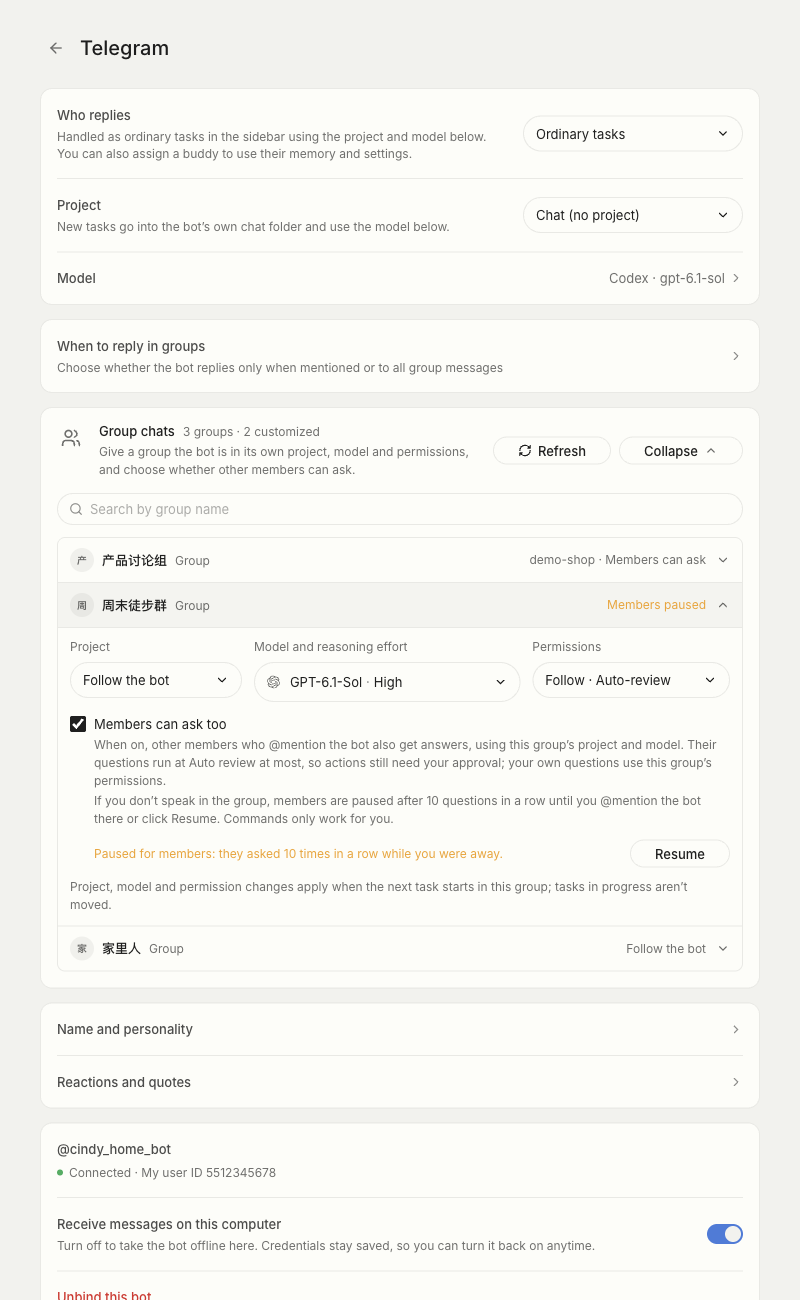 Telegram
Who replies
Handled as ordinary tasks in the sidebar using the project and model below.
You can also assign a buddy to use their memory and settings.
Ordinary tasks
Project
New tasks go into the bot’s own chat folder and use the model below.
Chat (no project)
Model
Codex · gpt-6.1-sol
When to reply in groups
Choose whether the bot replies only when mentioned or to all group messages
Group chats 3 groups · 2 customized
Give a group the bot is in its own project, model and permissions,
and choose whether other members can ask.
Refresh
Collapse
Search by group name
产 产品讨论组 Group
demo-shop · Members can ask
周 周末徒步群 Group
Members paused
Project
Model and reasoning effort
Permissions
Follow the bot
GPT-6.1-Sol · High
Follow · Auto-review
Members can ask too
When on, other members who @mention the bot also get answers, using this group’s project and model. Their
questions run at Auto review at most, so actions still need your approval; your own questions use this group’s
permissions.
If you don’t speak in the group, members are paused after 10 questions in a row until you @mention the bot
there or click Resume. Commands only work for you.
Paused for members: they asked 10 times in a row while you were away.
Resume
Project, model and permission changes apply when the next task starts in this group; tasks in progress aren’t
moved.
家 家里人 Group
Follow the bot
Name and personality
Reactions and quotes
@cindy_home_bot
Connected · My user ID 5512345678
Receive messages on this computer
Turn off to take the bot offline here. Credentials stay saved, so you can turn it back on anytime.
Unbind this bot